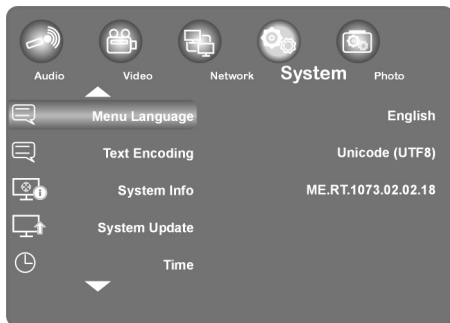 Audio Video Network System Photo
Menu Language English
Text Encoding Unicode (UTF8)
System Info ME.RT.1073.02.02.18
System Update
Time